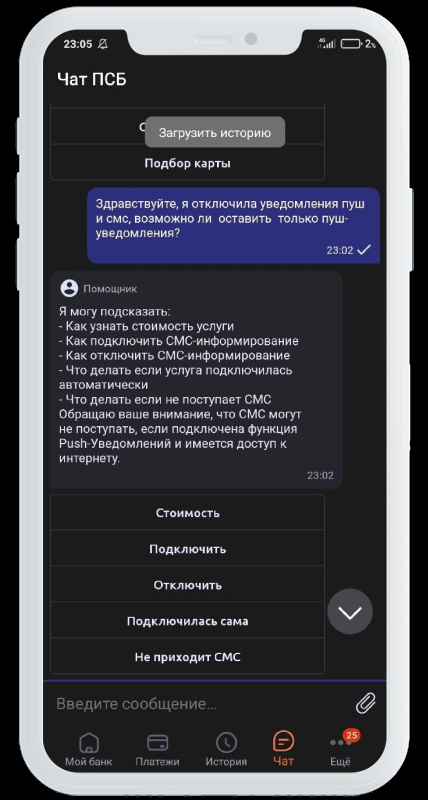 23:05
4G
2%
Чат ПСБ
С
Загрузить историю
Подбор карты
Здравствуйте, я отключила уведомления пуш
и смс, возможно ли оставить только пуш-
уведомления?
23:02
Помощник
Я могу подсказать:
- Как узнать стоимость услуги
- Как подключить СМС-информирование
- Как отключить СМС-информирование
- Что делать если услуга подключилась
автоматически
- Что делать если не поступает СМС
Обращаю ваше внимание, что СМС могут
не поступать, если подключена функция
Push-Уведомлений и имеется доступ к
интернету.
23:02
Стоимость
Подключить
Отключить
Подключилась сама
Не приходит СМС
Введите сообщение...
25
Мой банк
Платежи
История
Чат
Ещё